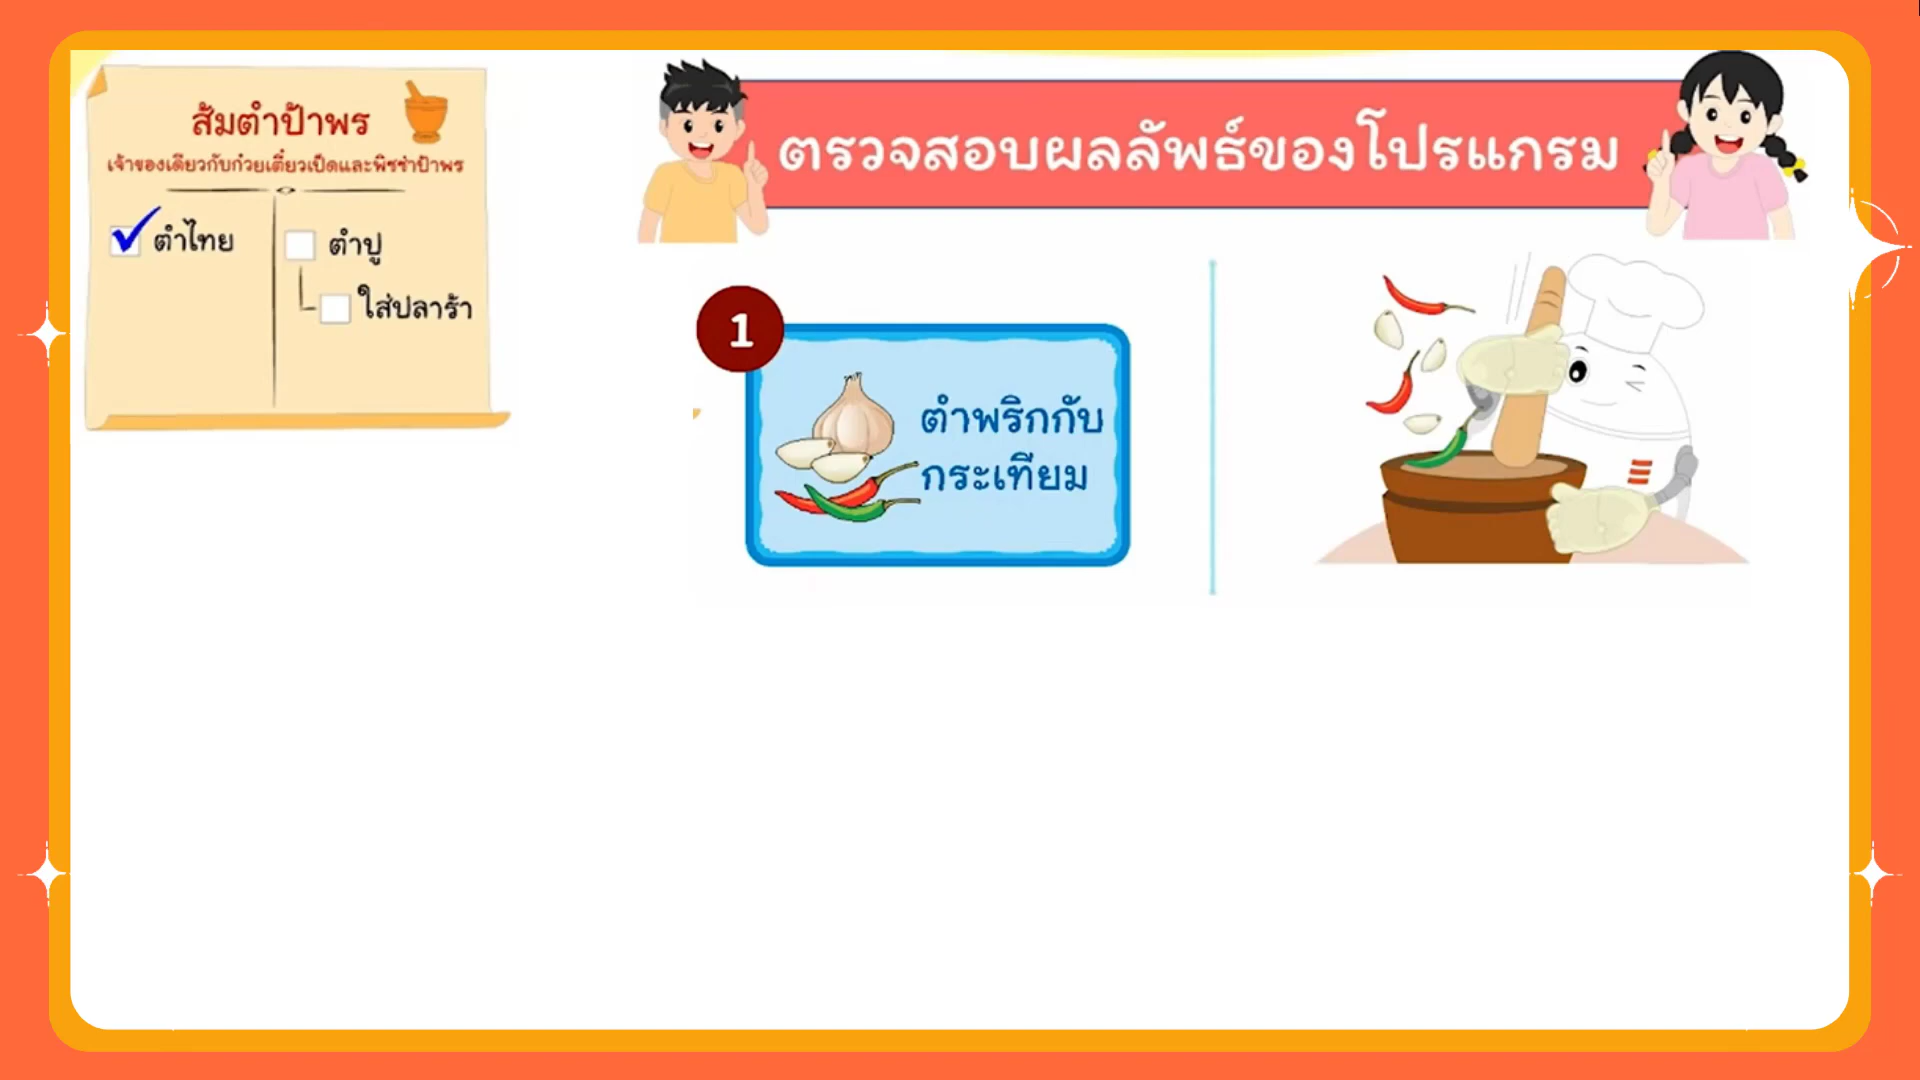 ส้มตำป้าพร
เจ้าของเดียวกับก๋วยเตี๋ยวเป็ดและพิซซ่าป้าพร
ตำไทย
ตำปู
ใส่ปลาร้า
ตรวจสอบผลลัพธ์ของโปรแกรม
1
ตำพริกกับ
กระเทียม